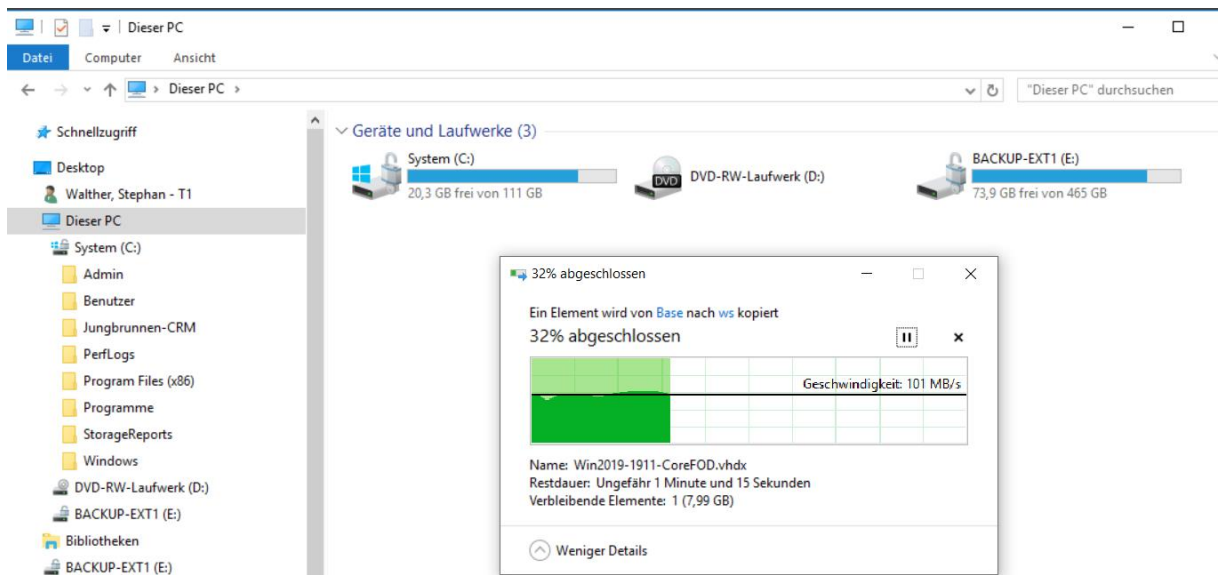 Dieser PC
Datei Computer Ansicht
Dieser PC
"Dieser PC" durchsuchen
Schnellzugriff
Desktop
Walther, Stephan - T1
Dieser PC
System (C:)
Admin
Benutzer
Jungbrunnen-CRM
PerfLogs
Program Files (x86)
Programme
StorageReports
Windows
DVD-RW-Laufwerk (D:)
BACKUP-EXT1 (E:)
Bibliotheken
BACKUP-EXT1 (E:)
Geräte und Laufwerke (3)
System (C:)
20,3 GB frei von 111 GB
DVD
DVD-RW-Laufwerk (D:)
BACKUP-EXT1 (E:)
73,9 GB frei von 465 GB
32% abgeschlossen
Ein Element wird von Base nach ws kopiert
32% abgeschlossen
Geschwindigkeit: 101 MB/s
Name: Win2019-1911-CoreFOD.vhdx
Restdauer: Ungefähr 1 Minute und 15 Sekunden
Verbleibende Elemente: 1 (7,99 GB)
Weniger Details